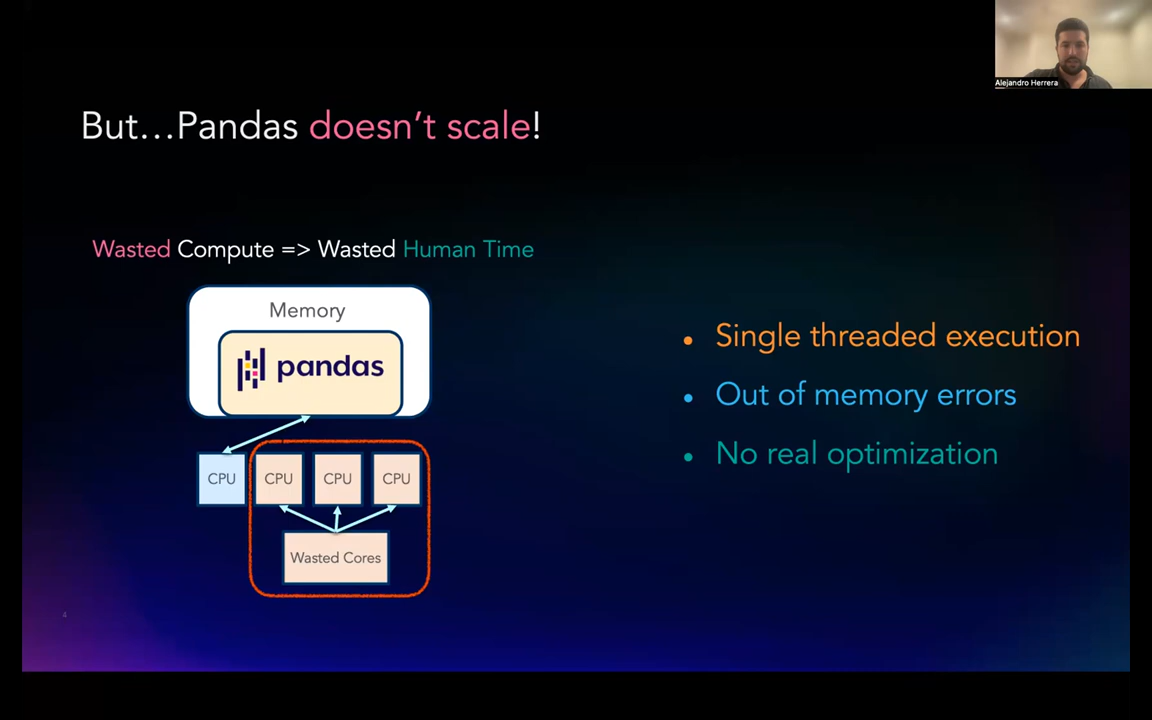 Alejandro Herrera
But...Pandas doesn't scale!
Wasted Compute => Wasted Human Time
Memory
pandas
CPU
CPU
CPU
CPU
Wasted Cores
• Single threaded execution
• Out of memory errors
• No real optimization
4